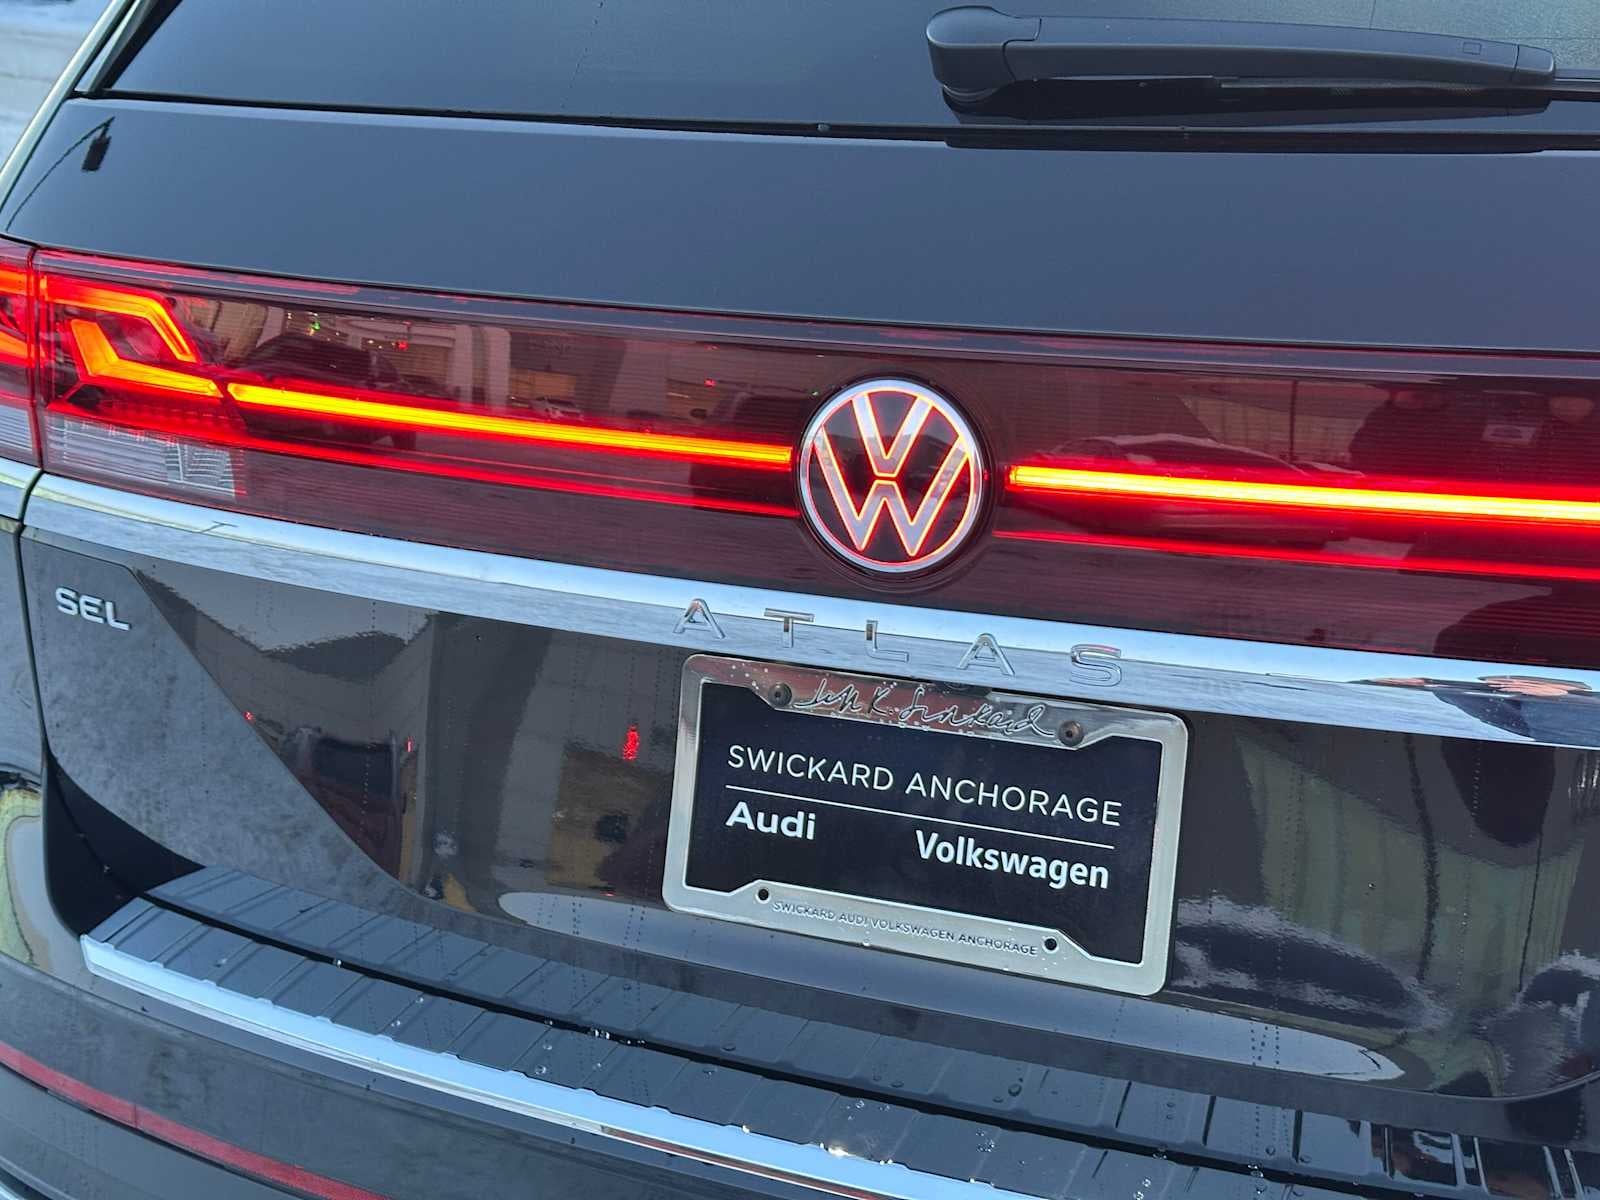 SEL
ATLAS
SWICKARD ANCHORAGE
Audi
Volkswagen
SWICKARD AUDI VOLKSWAGEN ANCHORAGE